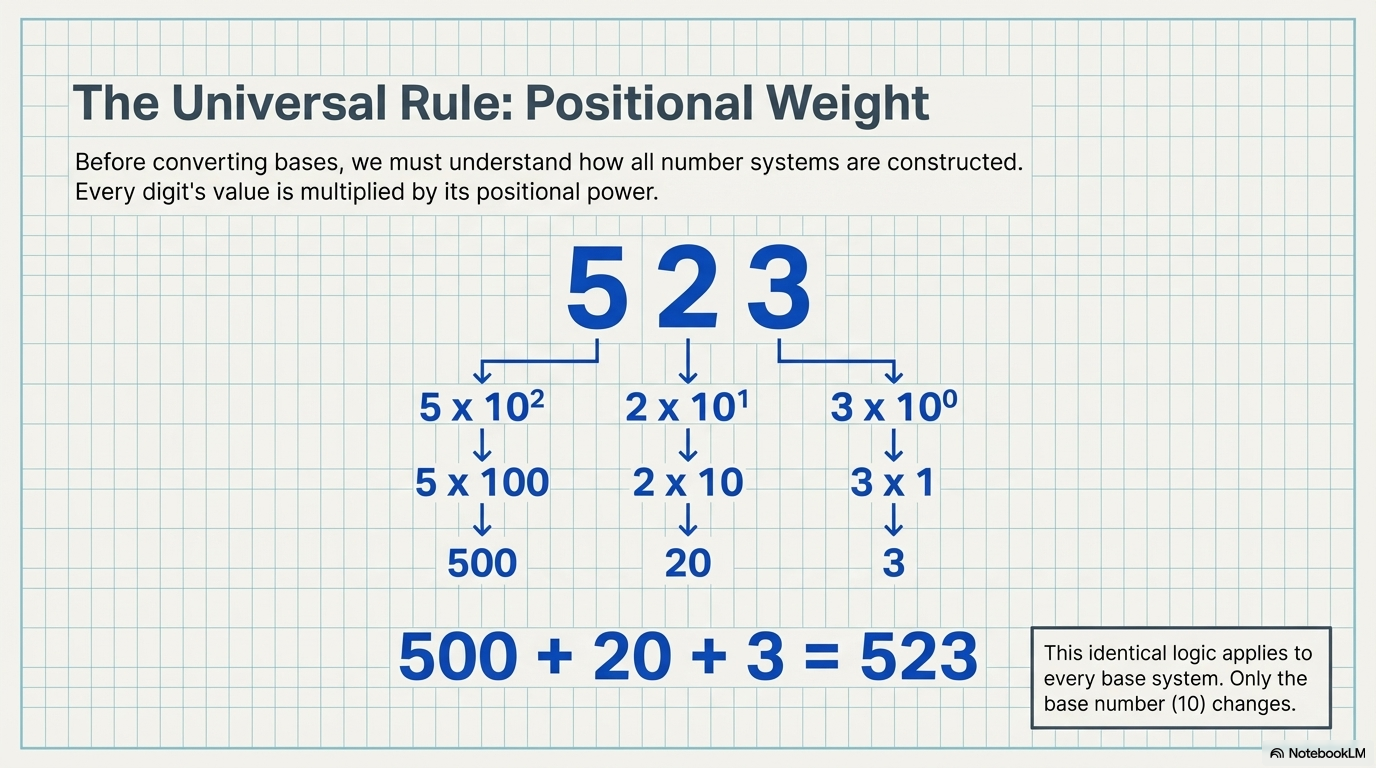 The Universal Rule: Positional Weight
Before converting bases, we must understand how all number systems are constructed.
Every digit's value is multiplied by its positional power.
5 2 3
5 x 10² 2 x 10¹ 3 x 10⁰
5 x 100 2 x 10 3 x 1
500 20 3
500 + 20 + 3 = 523
This identical logic applies to
every base system. Only the
base number (10) changes.
NotebookLM